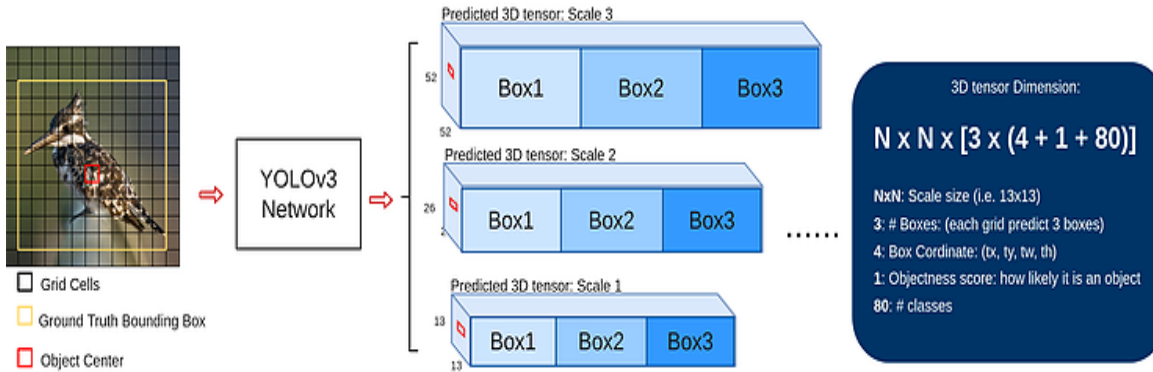 Predicted 3D tensor: Scale 3
52
Box1
Box2
Box3
52
Predicted 3D tensor: Scale 2
26
Box1
Box2
Box3
Predicted 3D tensor: Scale 1
13
Box1
Box2
Box3
13
YOLOv3
Network
Grid Cells
Ground Truth Bounding Box
Object Center
......
3D tensor Dimension:
N x N x [3 x (4 + 1 + 80)]
NxN: Scale size (i.e. 13x13)
3: # Boxes: (each grid predict 3 boxes)
4: Box Cordinate: (tx, ty, tw, th)
1: Objectness score: how likely it is an object
80: # classes